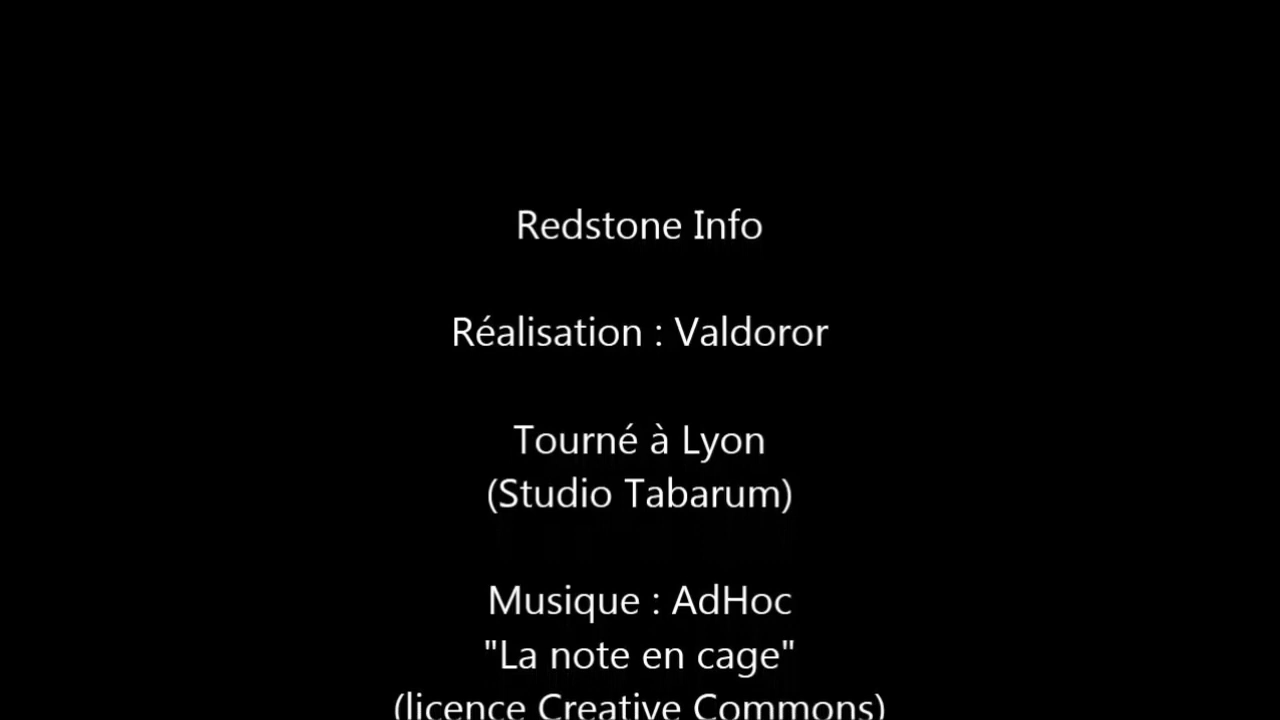 Redstone Info
Réalisation : Valdoror
Tourné à Lyon
(Studio Tabarum)
Musique : AdHoc
"La note en cage"
(licence Creative Commons)